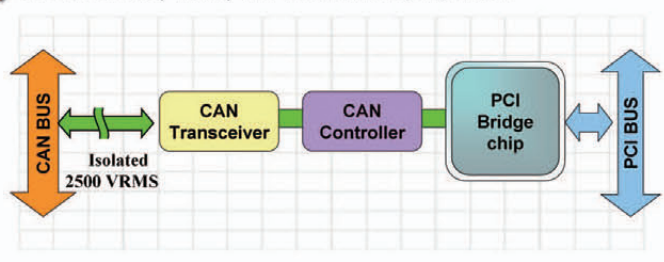 CAN BUS
Isolated
2500 VRMS
CAN
Transceiver
CAN
Controller
PCI
Bridge
chip
PCI BUS